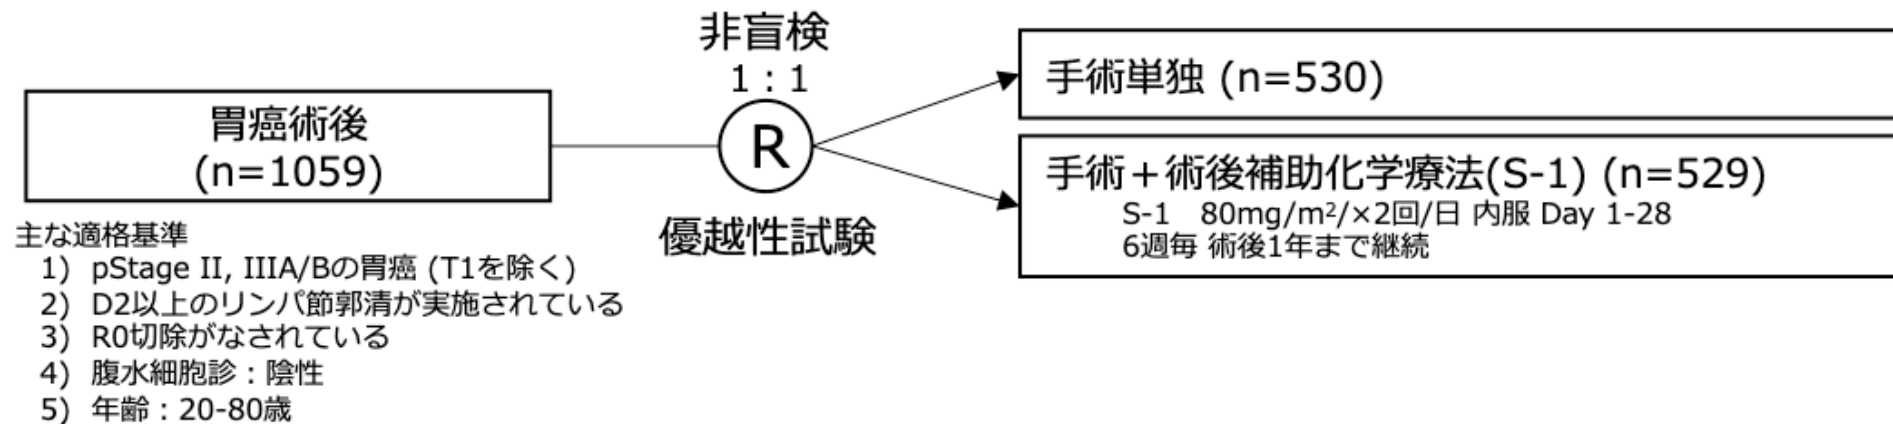 非盲検
1：1
胃癌術後
(n=1059)
R
優越性試験
手術単独 (n=530)
手術＋術後補助化学療法(S-1) (n=529)
S-1　80mg/m²/×2回/日 内服 Day 1-28
6週毎 術後1年まで継続
主な適格基準
1) pStage II, IIIA/Bの胃癌 (T1を除く)
2) D2以上のリンパ節郭清が実施されている
3) R0切除がなされている
4) 腹水細胞診：陰性
5) 年齢：20-80歳